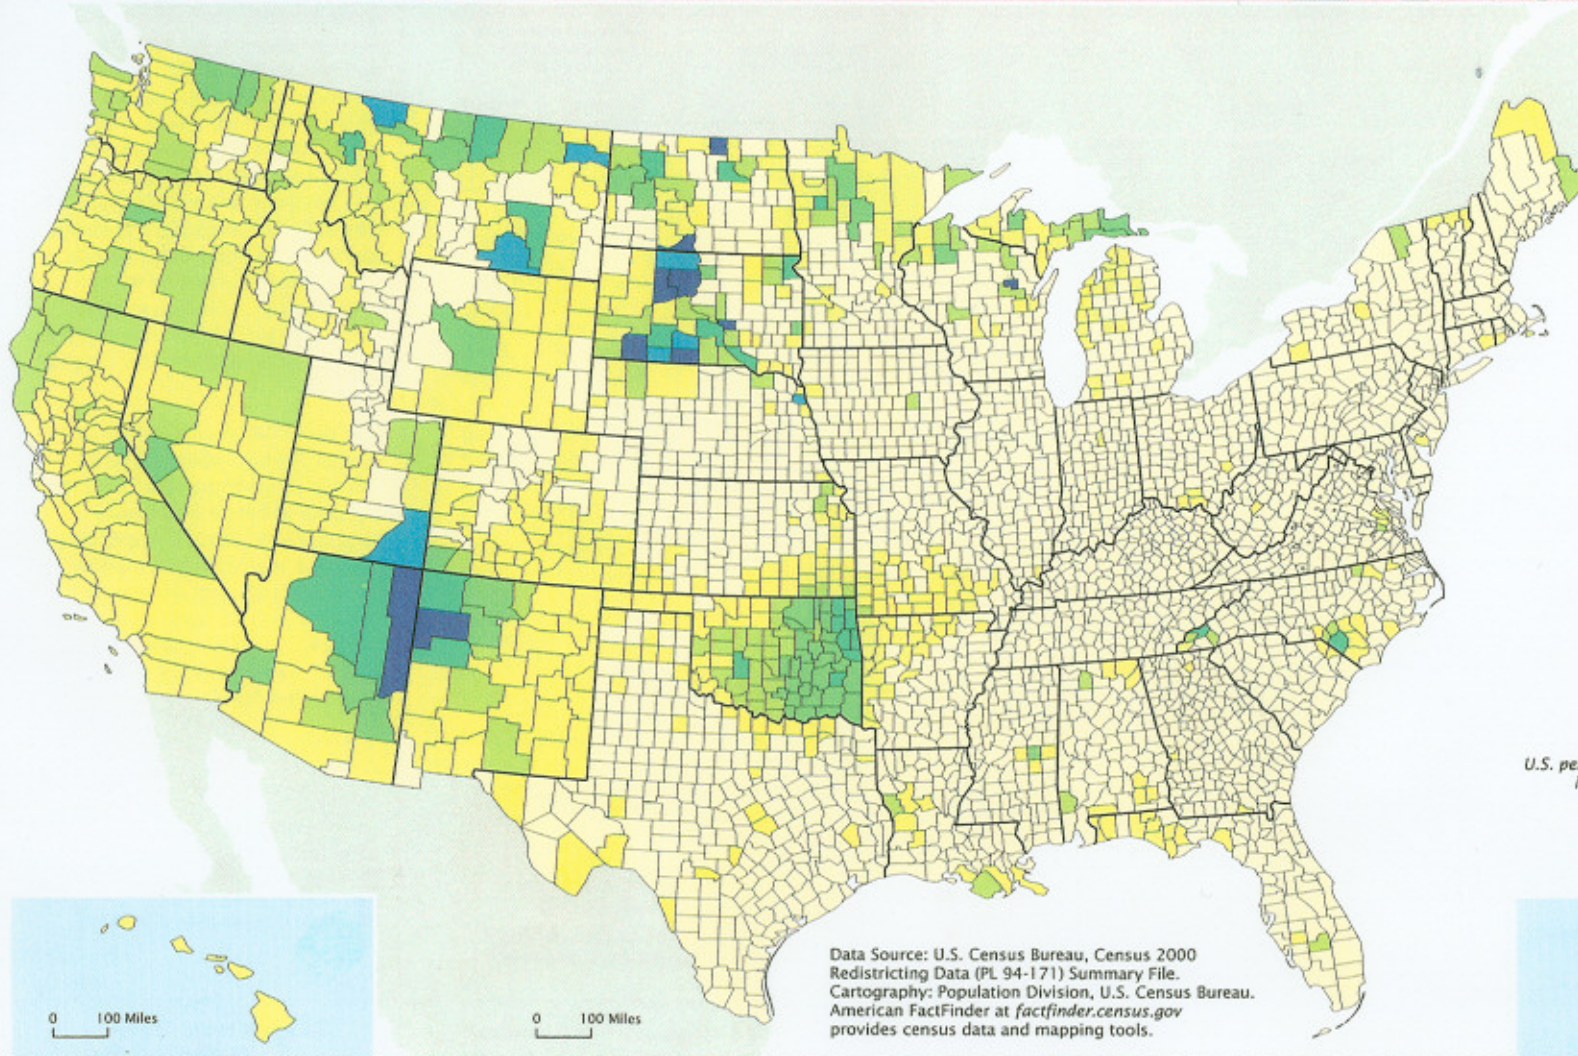 U.S. pe
0 100 Miles
0 100 Miles
Data Source: U.S. Census Bureau, Census 2000
Redistricting Data (PL 94-171) Summary File.
Cartography: Population Division, U.S. Census Bureau.
American FactFinder at factfinder.census.gov
provides census data and mapping tools.